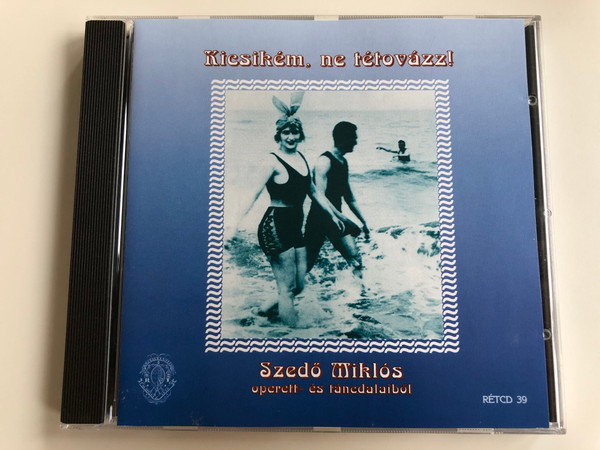 Kicsikém, ne tétovázz!
Szedő Miklós
operett- és táncdalaiból
RÉTCD 39